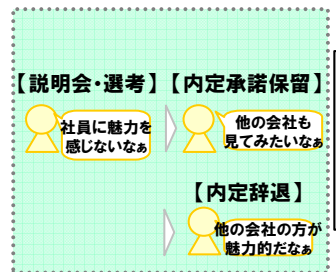 【説明会・選考】【内定承諾保留】
社員に魅力を
感じないなぁ
他の会社も
見てみたいなぁ
【内定辞退】
他の会社の方が
魅力的だなぁ